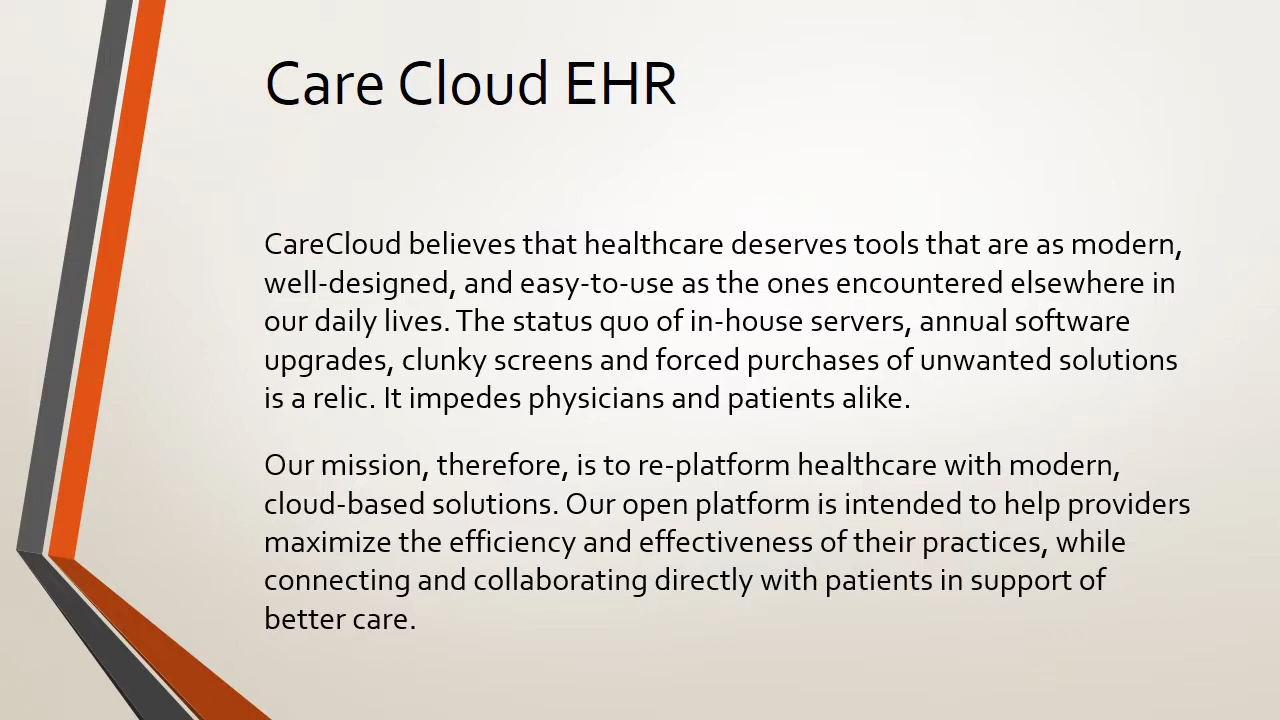 Care Cloud EHR
CareCloud believes that healthcare deserves tools that are as modern,
well-designed, and easy-to-use as the ones encountered elsewhere in
our daily lives. The status quo of in-house servers, annual software
upgrades, clunky screens and forced purchases of unwanted solutions
is a relic. It impedes physicians and patients alike.
Our mission, therefore, is to re-platform healthcare with modern,
cloud-based solutions. Our open platform is intended to help providers
maximize the efficiency and effectiveness of their practices, while
connecting and collaborating directly with patients in support of
better care.